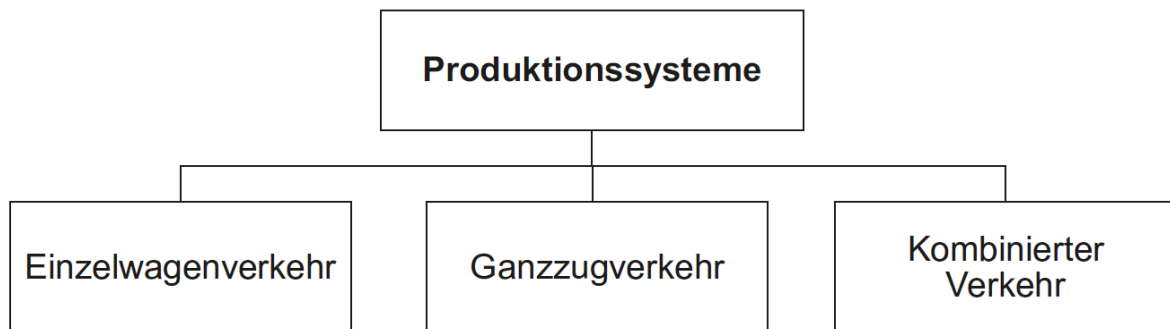 Produktionssysteme
Einzelwagenverkehr
Ganzzugverkehr
Kombinierter
Verkehr